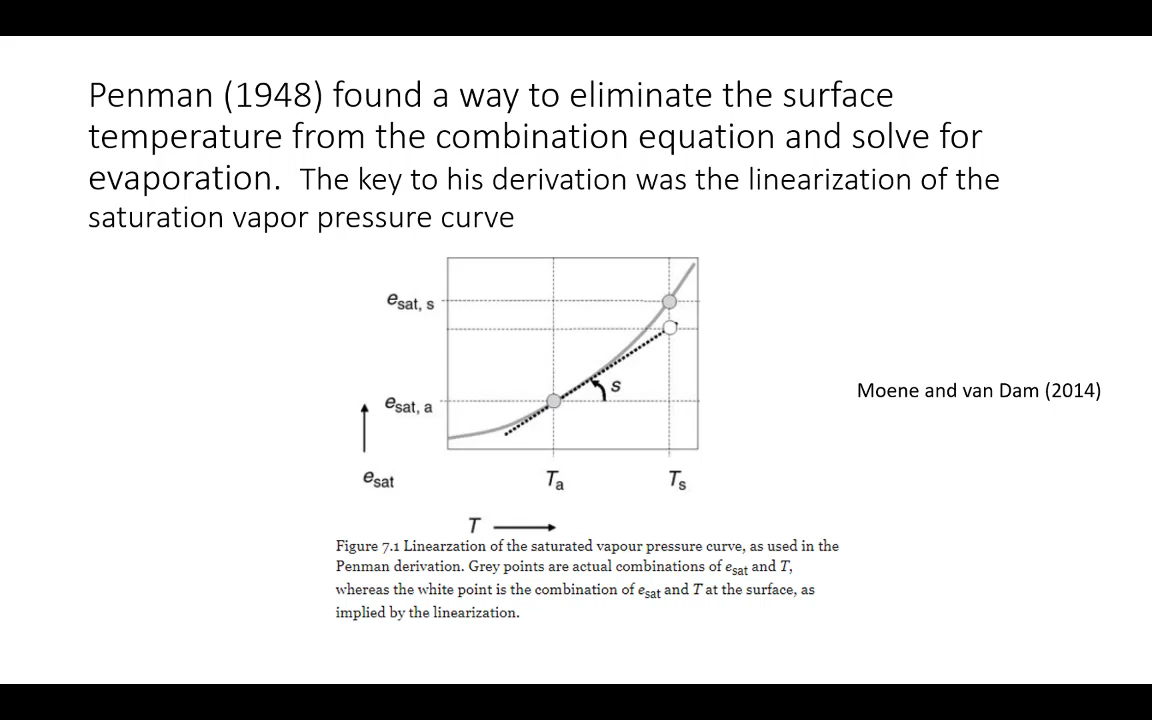 Penman (1948) found a way to eliminate the surface
temperature from the combination equation and solve for
evaporation. The key to his derivation was the linearization of the
saturation vapor pressure curve
esat, s
s
Moene and van Dam (2014)
esat, a
esat
Ta
Ts
T
Figure 7.1 Linearzation of the saturated vapour pressure curve, as used in the
Penman derivation. Grey points are actual combinations of esat and T,
whereas the white point is the combination of esat and T at the surface, as
implied by the linearization.